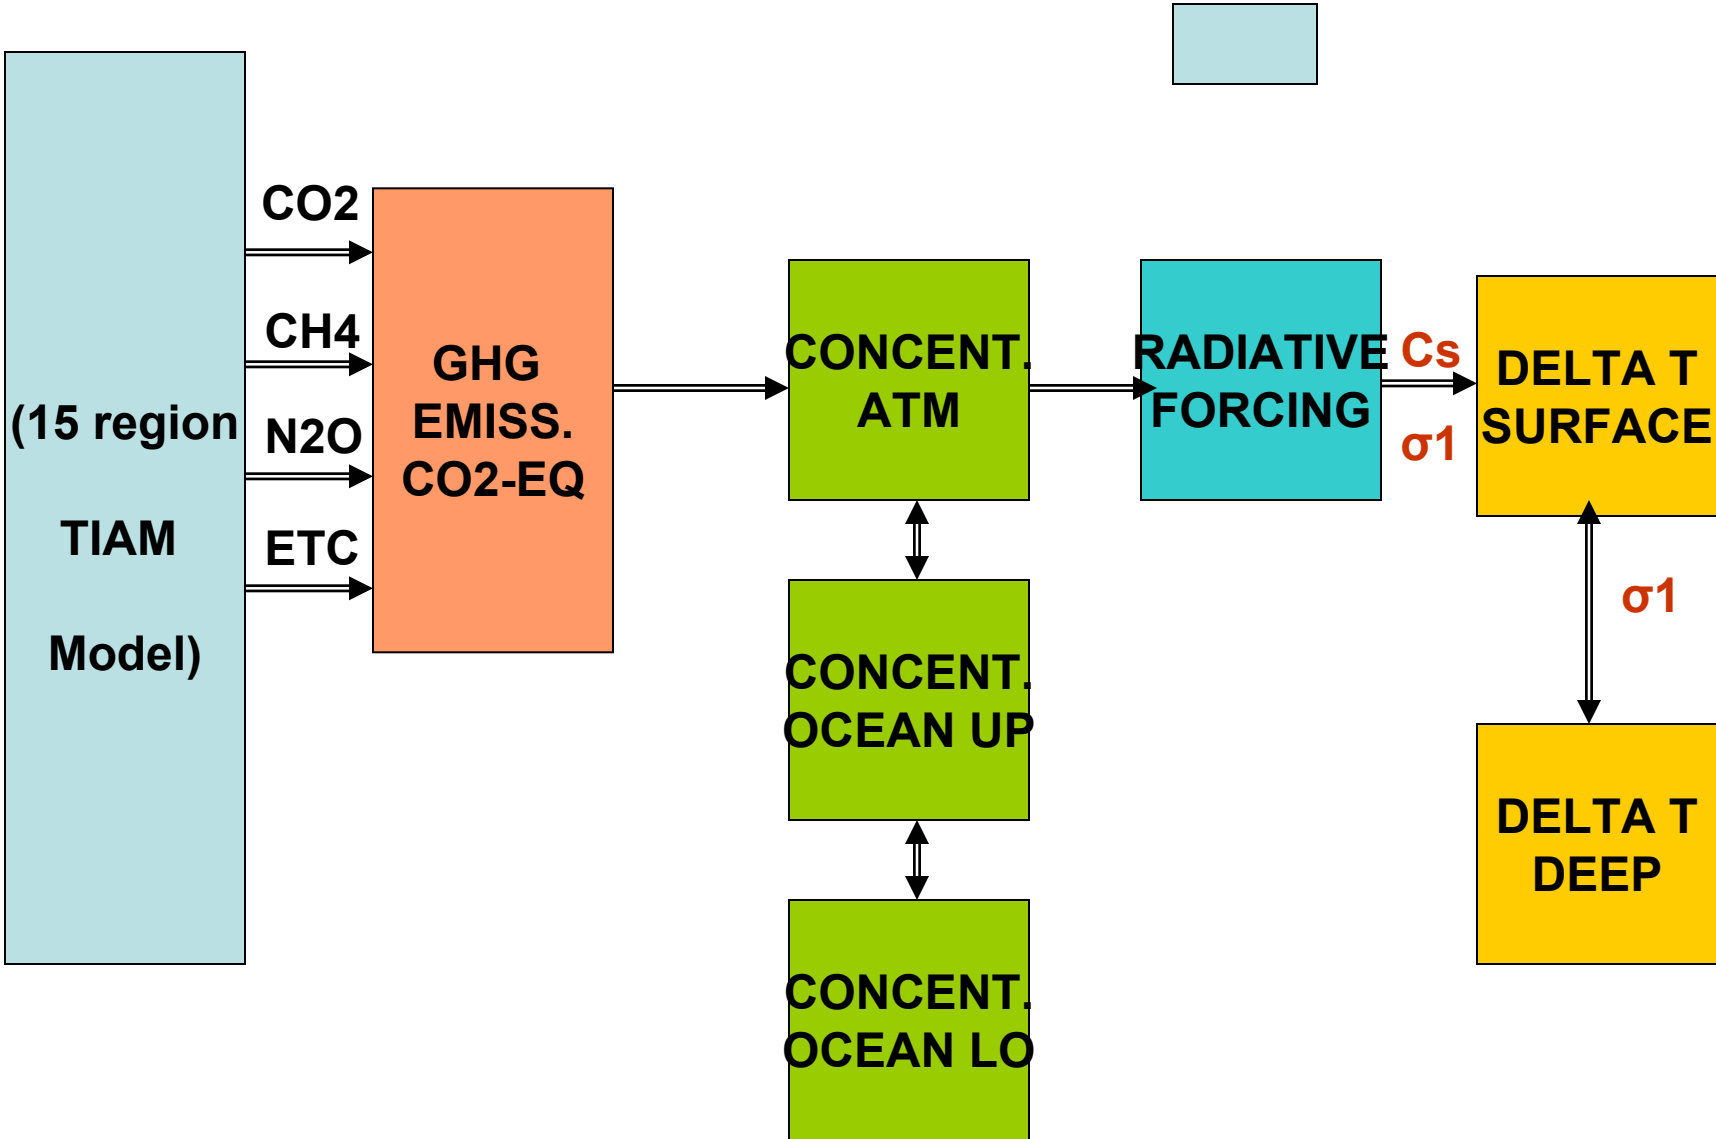 (15 region
TIAM
Model)
CO2
CH4
N2O
ETC
GHG
EMISS.
CO2-EQ
CONCENT.
ATM
CONCENT.
OCEAN UP
CONCENT.
OCEAN LO
RADIATIVE
FORCING
Cs
σ1
DELTA T
SURFACE
σ1
DELTA T
DEEP